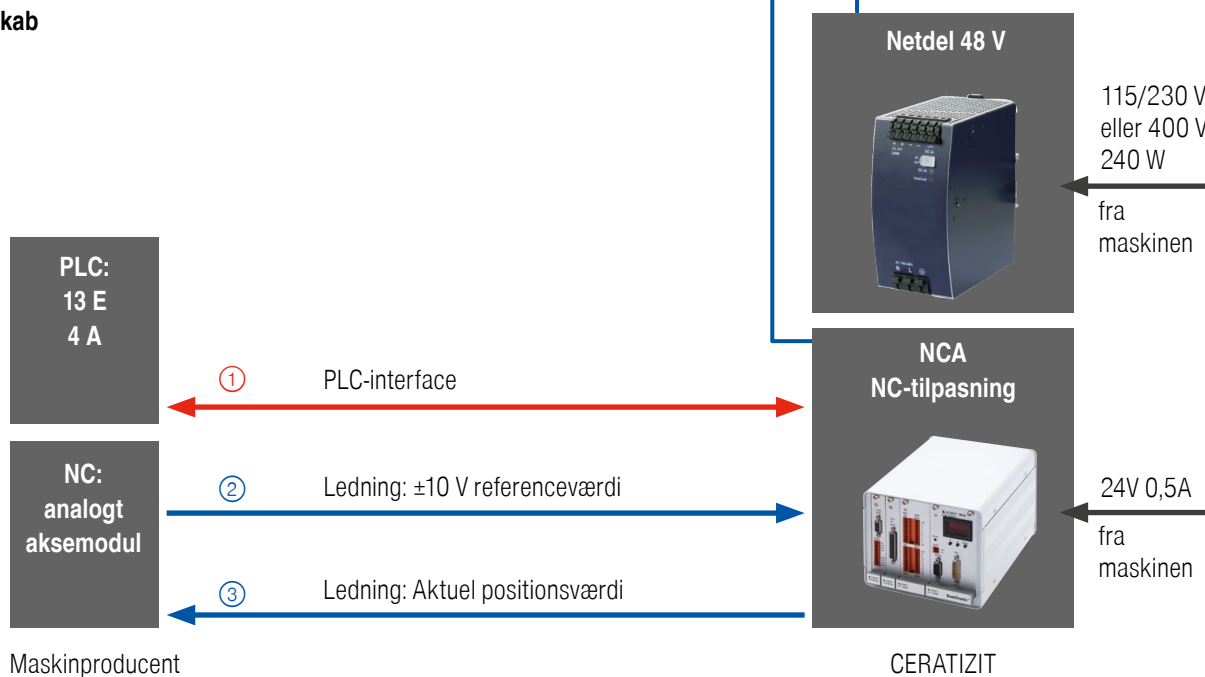 kab
Netdel 48 V
115/230 V
eller 400 V
240 W
fra
maskinen
PLC:
13 E
4 A
① PLC-interface
NCA
NC-tilpasning
NC:
analogt
aksemodul
② Ledning: ±10 V referenceværdi
24V 0,5A
fra
maskinen
③ Ledning: Aktuel positionsværdi
Maskinproducent
CERATIZIT